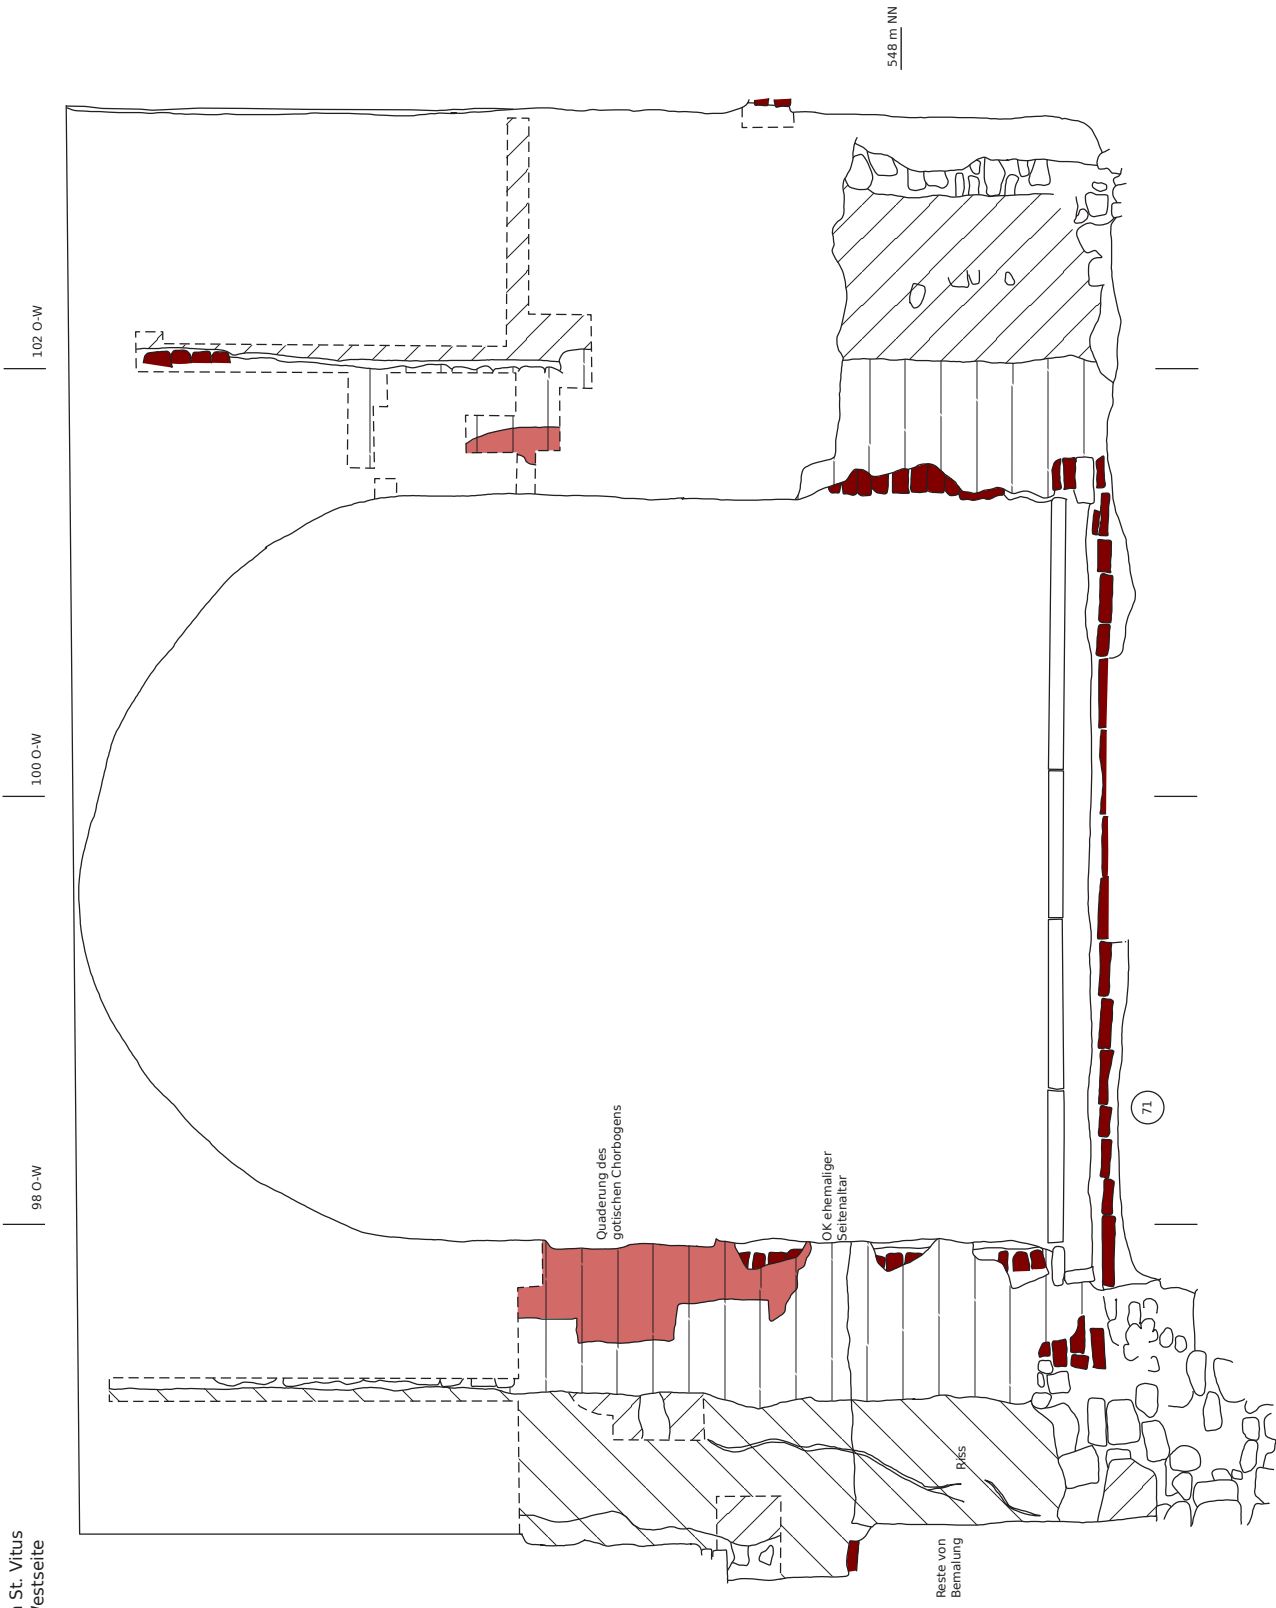 St. Vitus
estseite
98 O-W
100 O-W
102 O-W
548 m NN
Quaderung des
gotischen Chorbogens
OK ehemaliger
Seitenaltar
Riss
Reste von
Bemalung
71